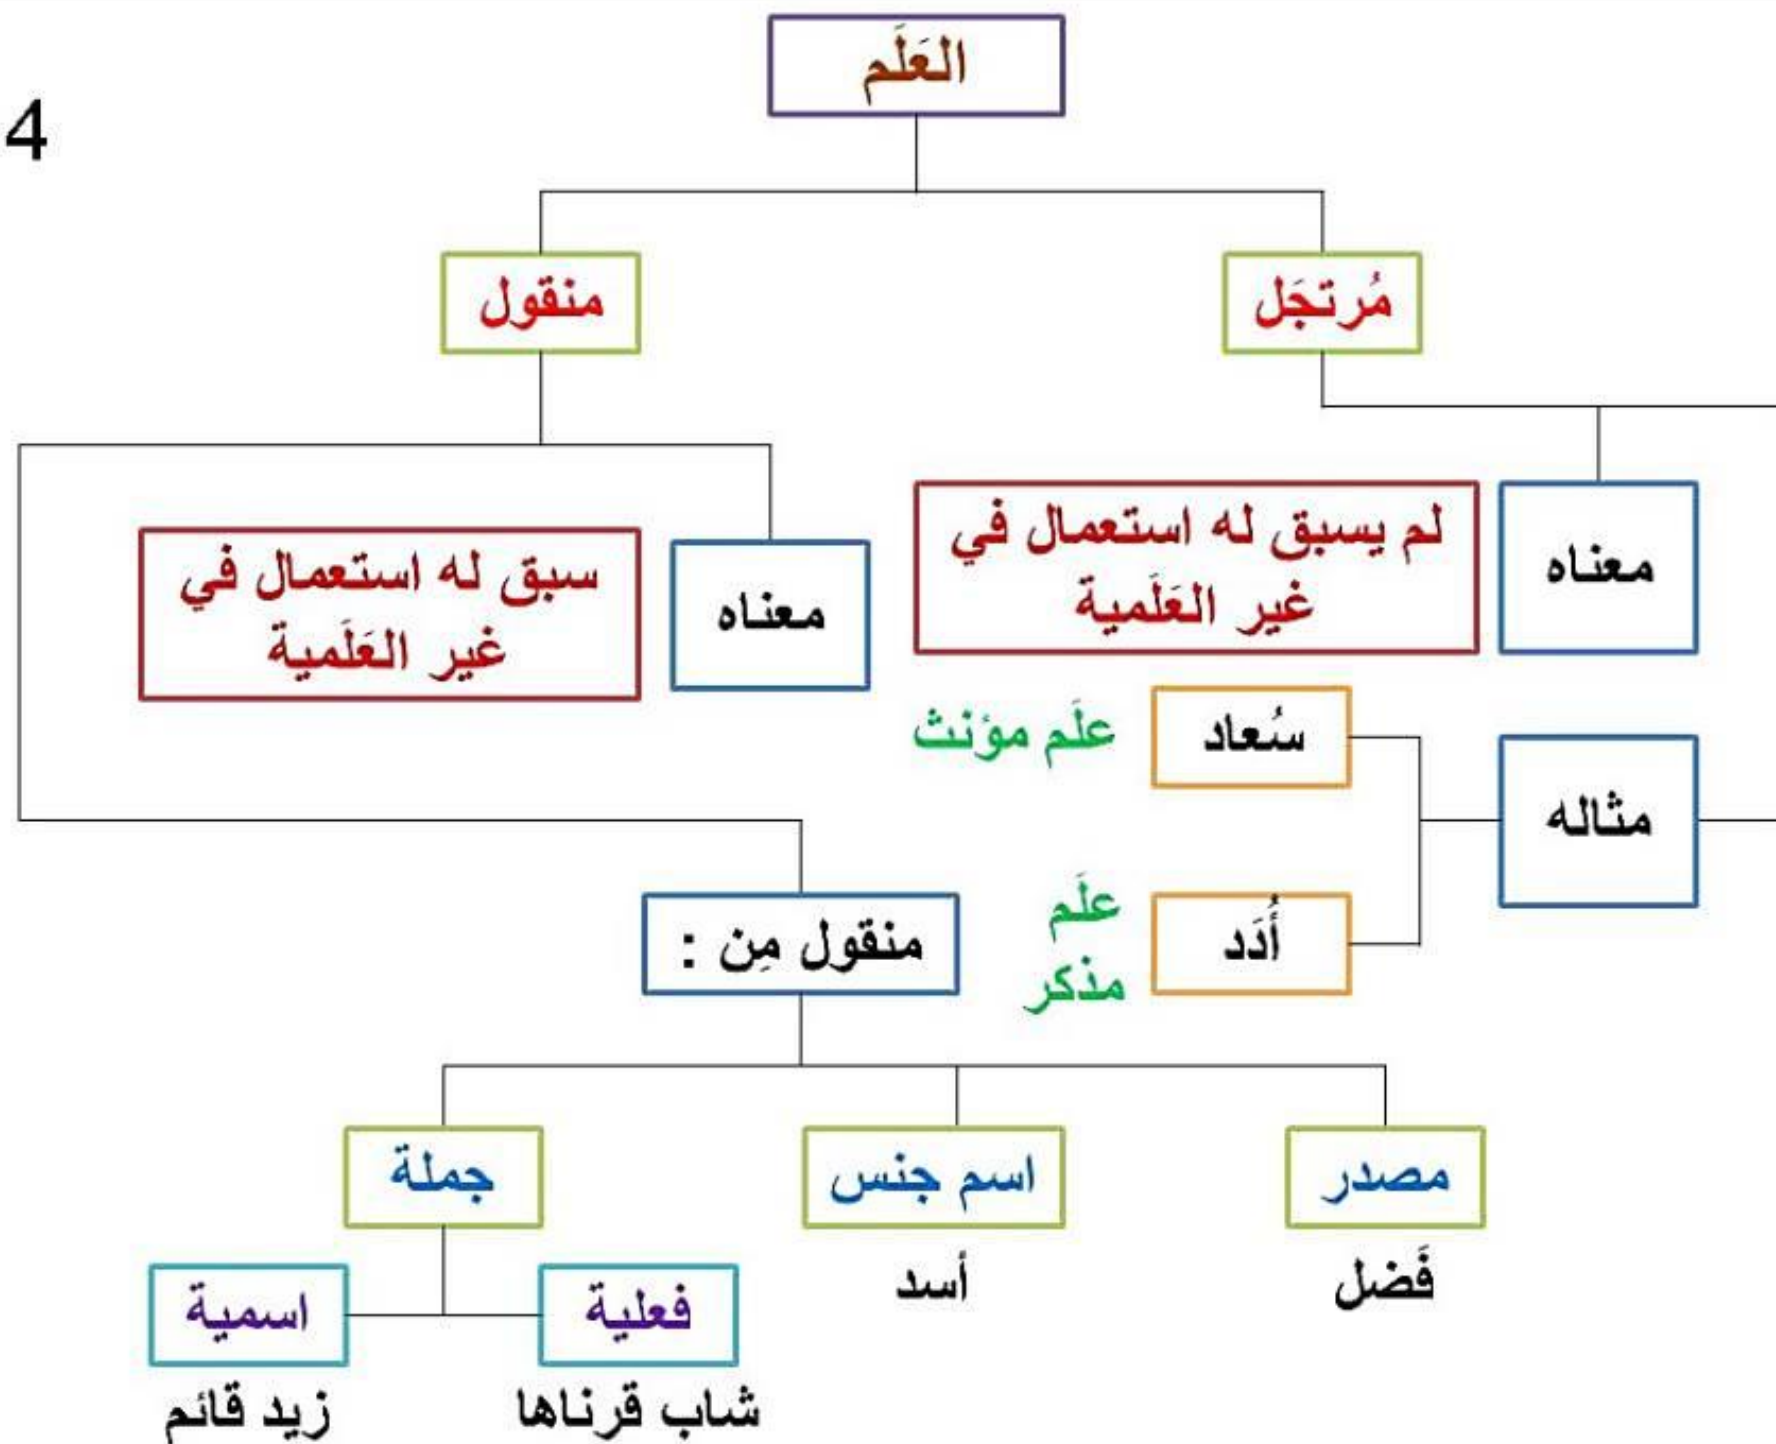 العَلَم
4
مُرتجَل
منقول
معناه
لم يسبق له استعمال في
غير العَلَمية
معناه
سبق له استعمال في
غير العَلَمية
مثاله
سُعاد
علَم مؤنث
أُدَد
علَم
مذكر
منقول مِن :
مصدر
فَضل
اسم جنس
أسد
جملة
فعلية
شاب قرناها
اسمية
زيد قائم